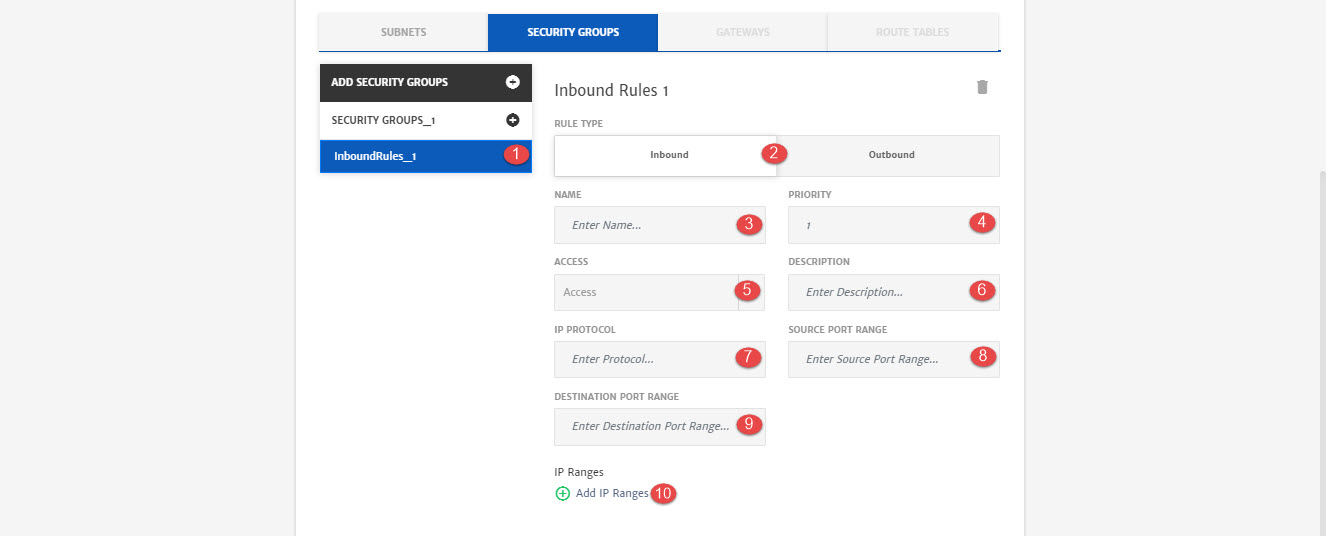 SUBNETS SECURITY GROUPS GATEWAYS ROUTE TABLES
ADD SECURITY GROUPS
SECURITY GROUPS_1
InboundRules_1 1
Inbound Rules 1
RULE TYPE
Inbound 2 Outbound
NAME PRIORITY
Enter Name... 3 1 4
ACCESS DESCRIPTION
Access 5 Enter Description... 6
IP PROTOCOL SOURCE PORT RANGE
Enter Protocol... 7 Enter Source Port Range... 8
DESTINATION PORT RANGE
Enter Destination Port Range... 9
IP Ranges
Add IP Ranges 10